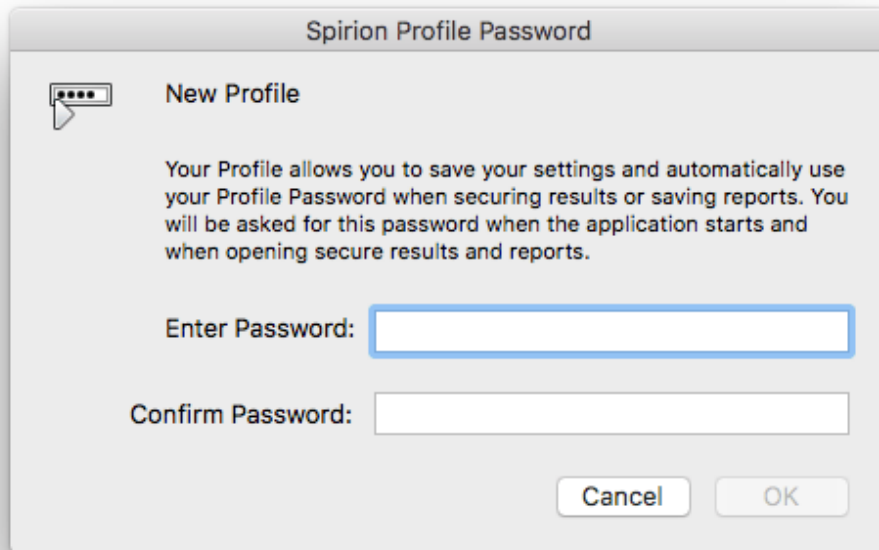 Spirion Profile Password
New Profile
Your Profile allows you to save your settings and automatically use
your Profile Password when securing results or saving reports. You
will be asked for this password when the application starts and
when opening secure results and reports.
Enter Password:
Confirm Password:
Cancel OK